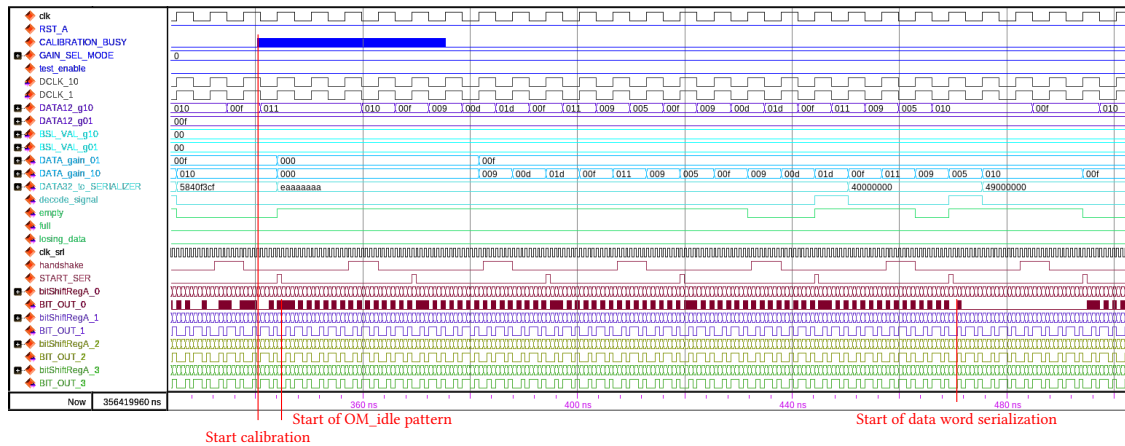 clk
RST_A
CALIBRATION_BUSY
GAIN_SEL_MODE 0
test_enable
DCLK_10
DCLK_1
DATA12_g10 010 00f 011 010 00f 009 00d 01d 00f 011 009 005 00f 009 00d 01d 00f 011 009 005 010 00f 010
DATA12_g01 00f
BSL_VAL_g10 00
BSL_VAL_g01 00
DATA_gain_01 00f 000 00f
DATA_gain_10 010 000 009 00d 01d 00f 011 009 005 00f 009 00d 01d 00f 011 009 005 010 00f
DATA32_to_SERIALIZER 5840f3cf eaaaaaaa 40000000 49000000
decode_signal
empty
full
losing_data
clk_srl
handshake
START_SER
bitShiftRegA_0
BIT_OUT_0
bitShiftRegA_1
BIT_OUT_1
bitShiftRegA_2
BIT_OUT_2
bitShiftRegA_3
BIT_OUT_3
Now 356419960 ns 360 ns 400 ns 440 ns 480 ns
Start of OM_idle pattern Start of data word serialization
Start calibration